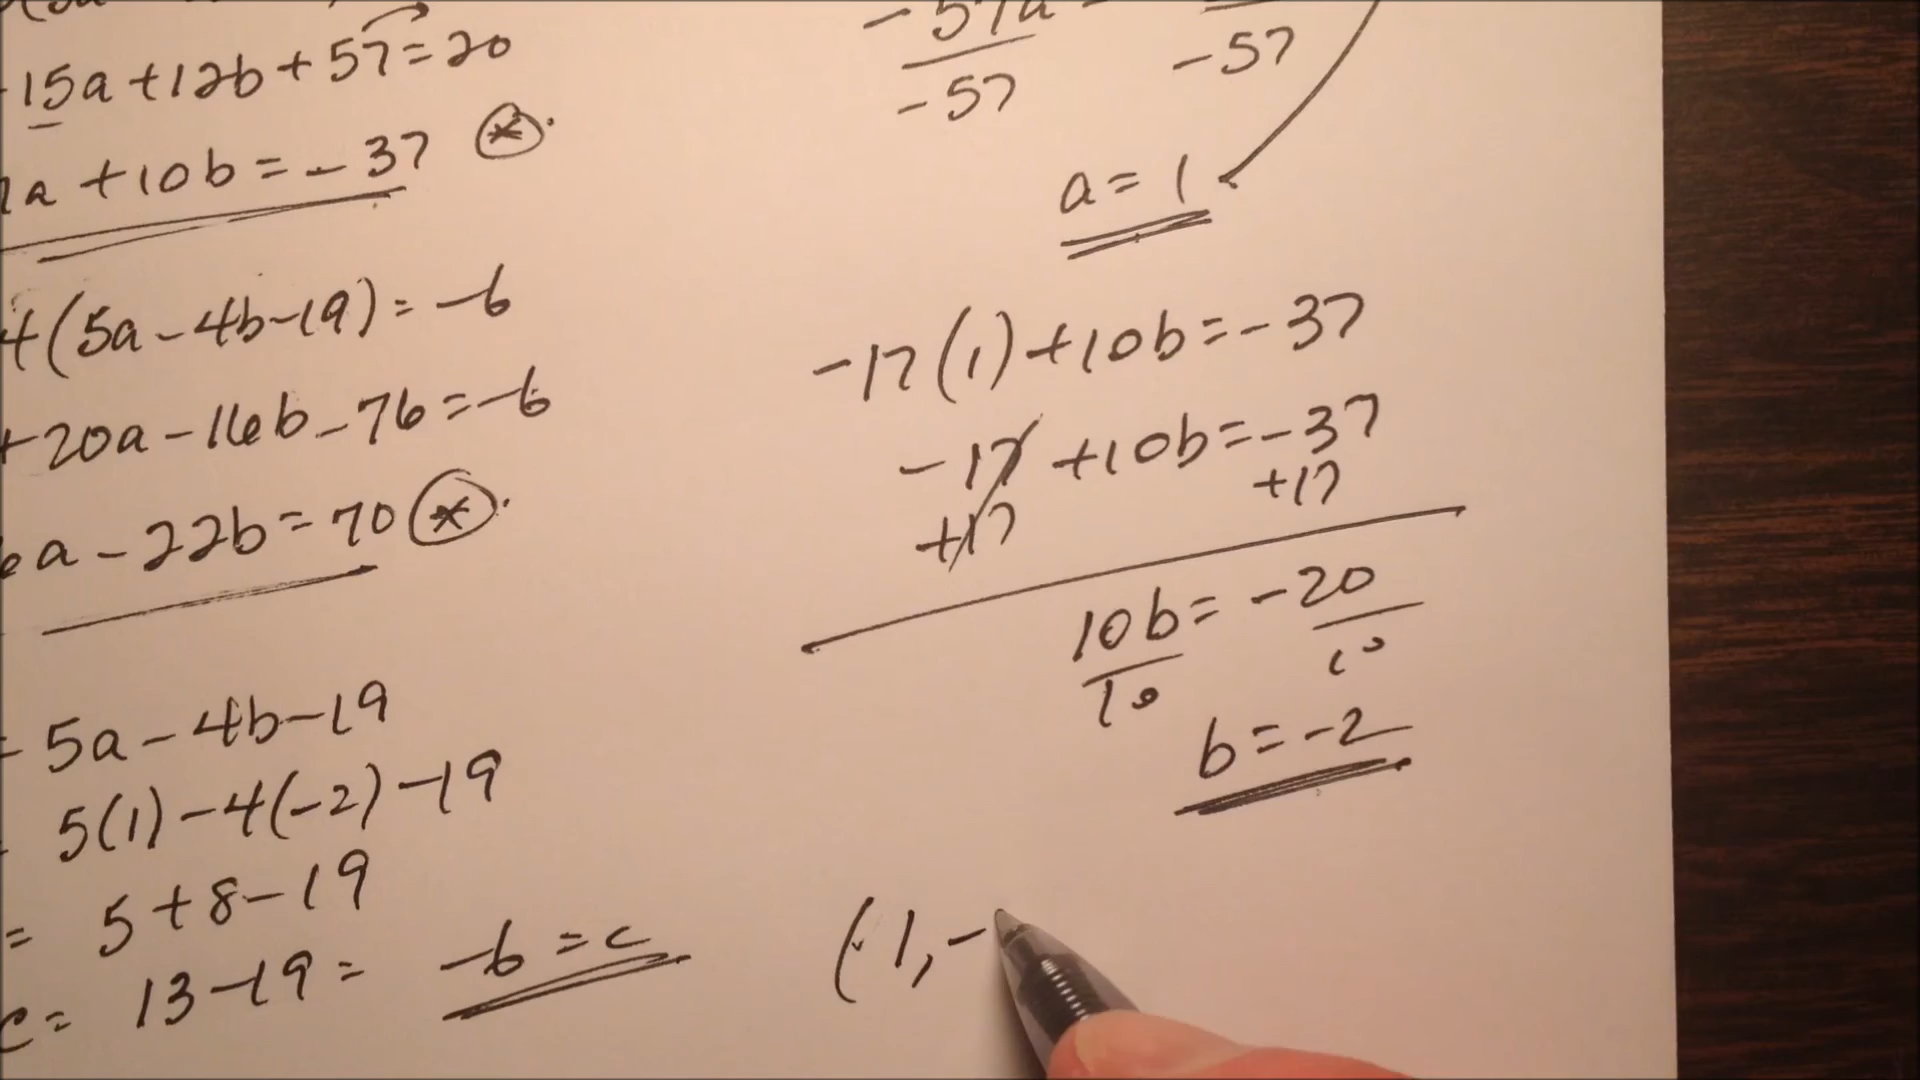 -15a+12b+57=20
a+10b=-37 *
4(5a-4b-19)=-6
+20a-16b-76=-6
6a-22b=70 *
= 5a-4b-19
= 5(1)-4(-2)-19
= 5+8-19
c= 13-19= -6=c
-57a
-57 -57
a=1
-17(1)+10b=-37
-17+10b=-37
+17 +17
10b=-20
10 10
b=-2
(1,-